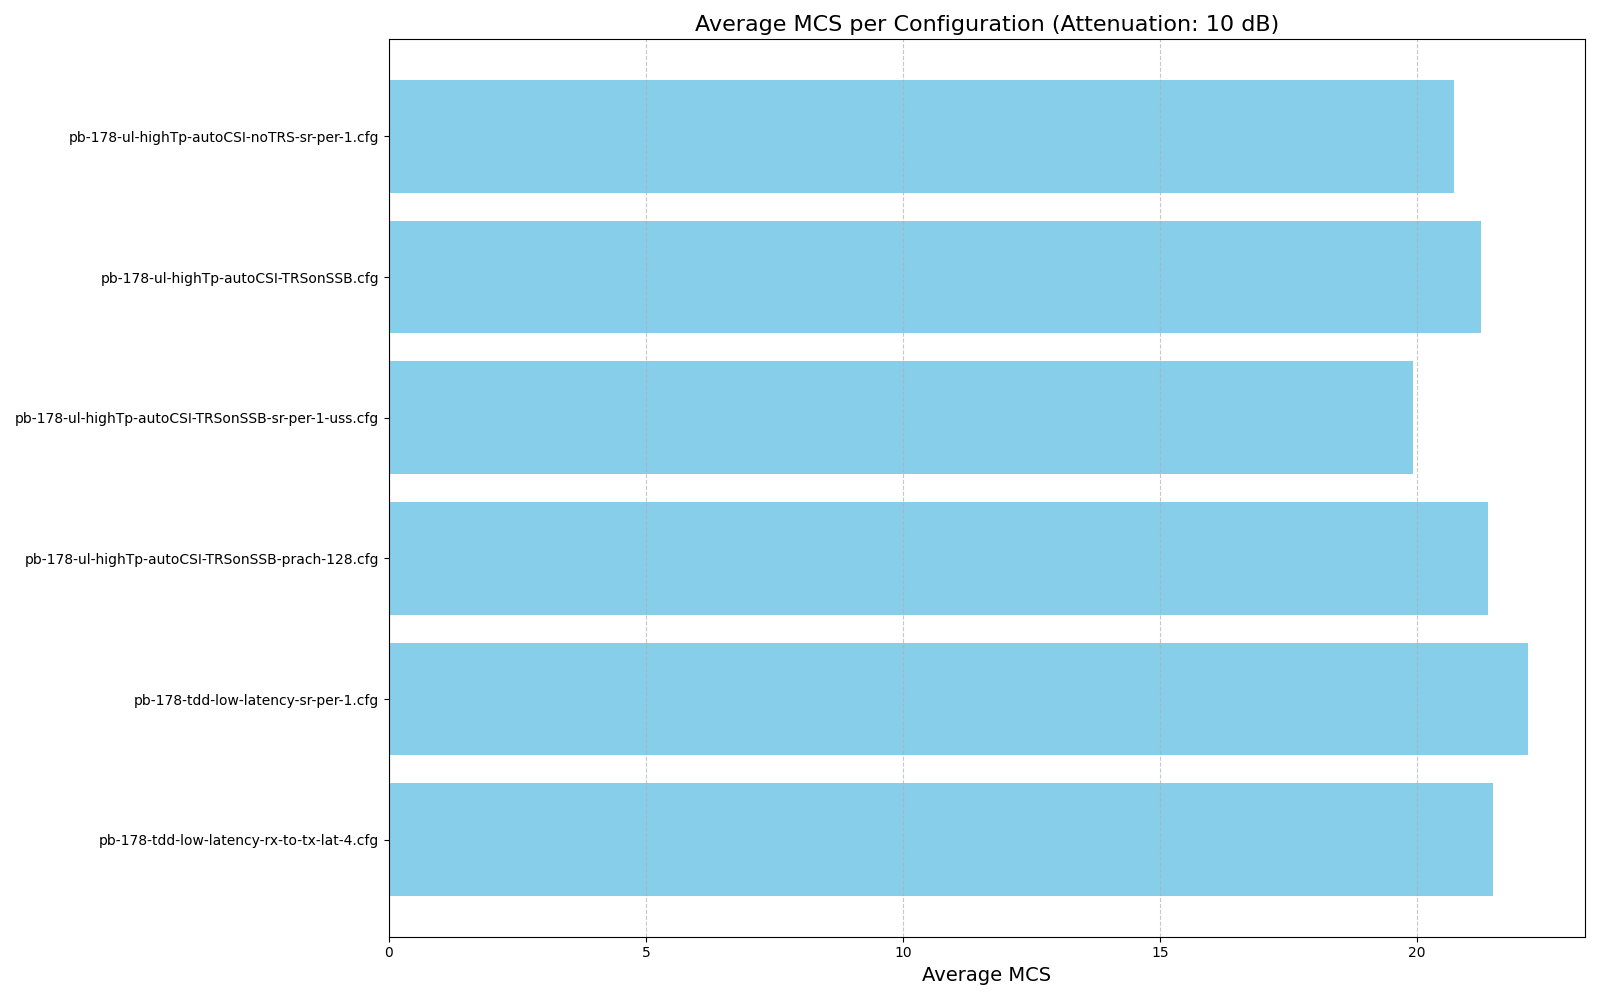 Average MCS per Configuration (Attenuation: 10 dB)
pb-178-ul-highTp-autoCSI-noTRS-sr-per-1.cfg
pb-178-ul-highTp-autoCSI-TRSonSSB.cfg
pb-178-ul-highTp-autoCSI-TRSonSSB-sr-per-1-uss.cfg
pb-178-ul-highTp-autoCSI-TRSonSSB-prach-128.cfg
pb-178-tdd-low-latency-sr-per-1.cfg
pb-178-tdd-low-latency-rx-to-tx-lat-4.cfg
0 5 10 15 20
Average MCS